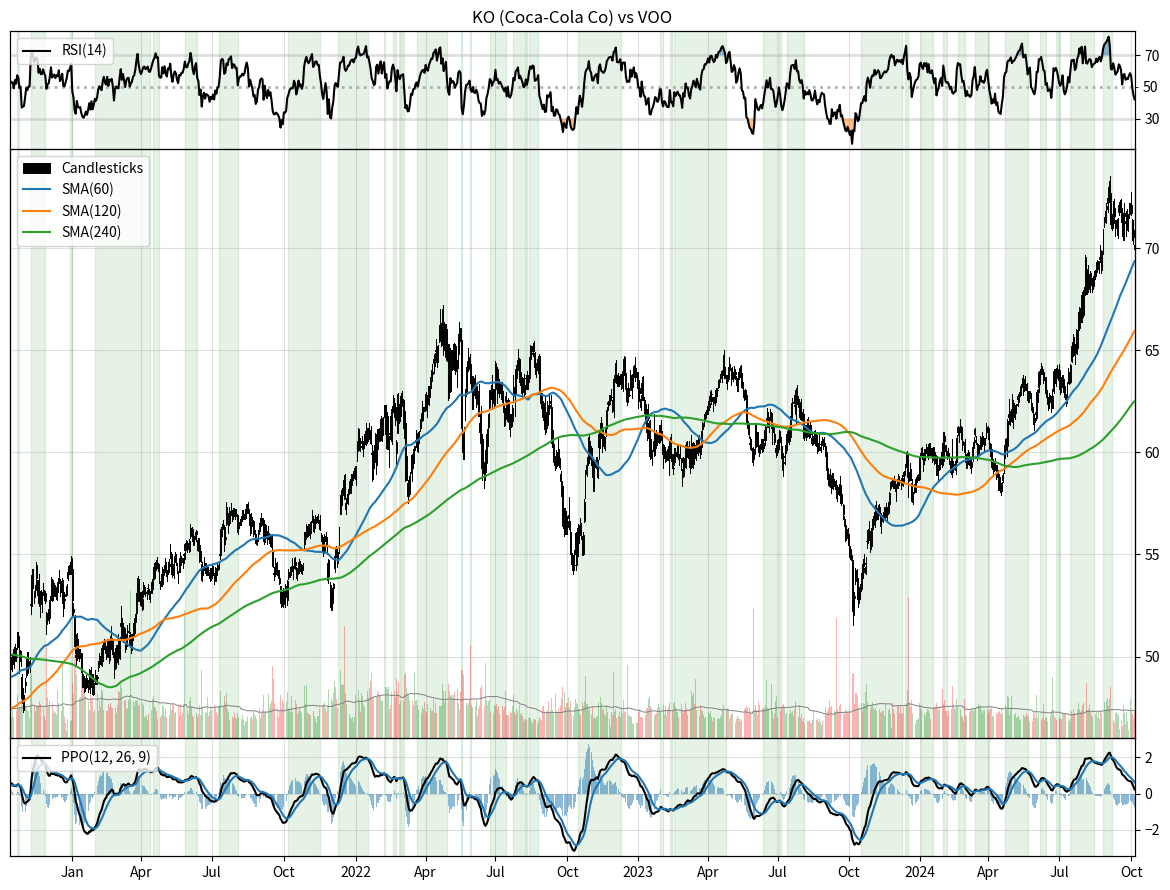 KO (Coca-Cola Co) vs VOO
RSI(14)
70
50
30
Candlesticks
SMA(60)
SMA(120)
SMA(240)
70
65
60
55
50
PPO(12, 26, 9)
2
0
−2
Jan Apr Jul Oct 2022 Apr Jul Oct 2023 Apr Jul Oct 2024 Apr Jul Oct